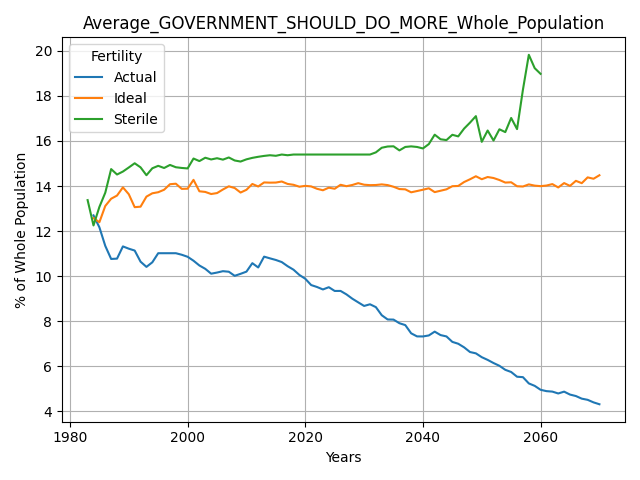 Average_GOVERNMENT_SHOULD_DO_MORE_Whole_Population
Fertility
Actual
Ideal
Sterile
% of Whole Population
20
18
16
14
12
10
8
6
4
1980 2000 2020 2040 2060
Years